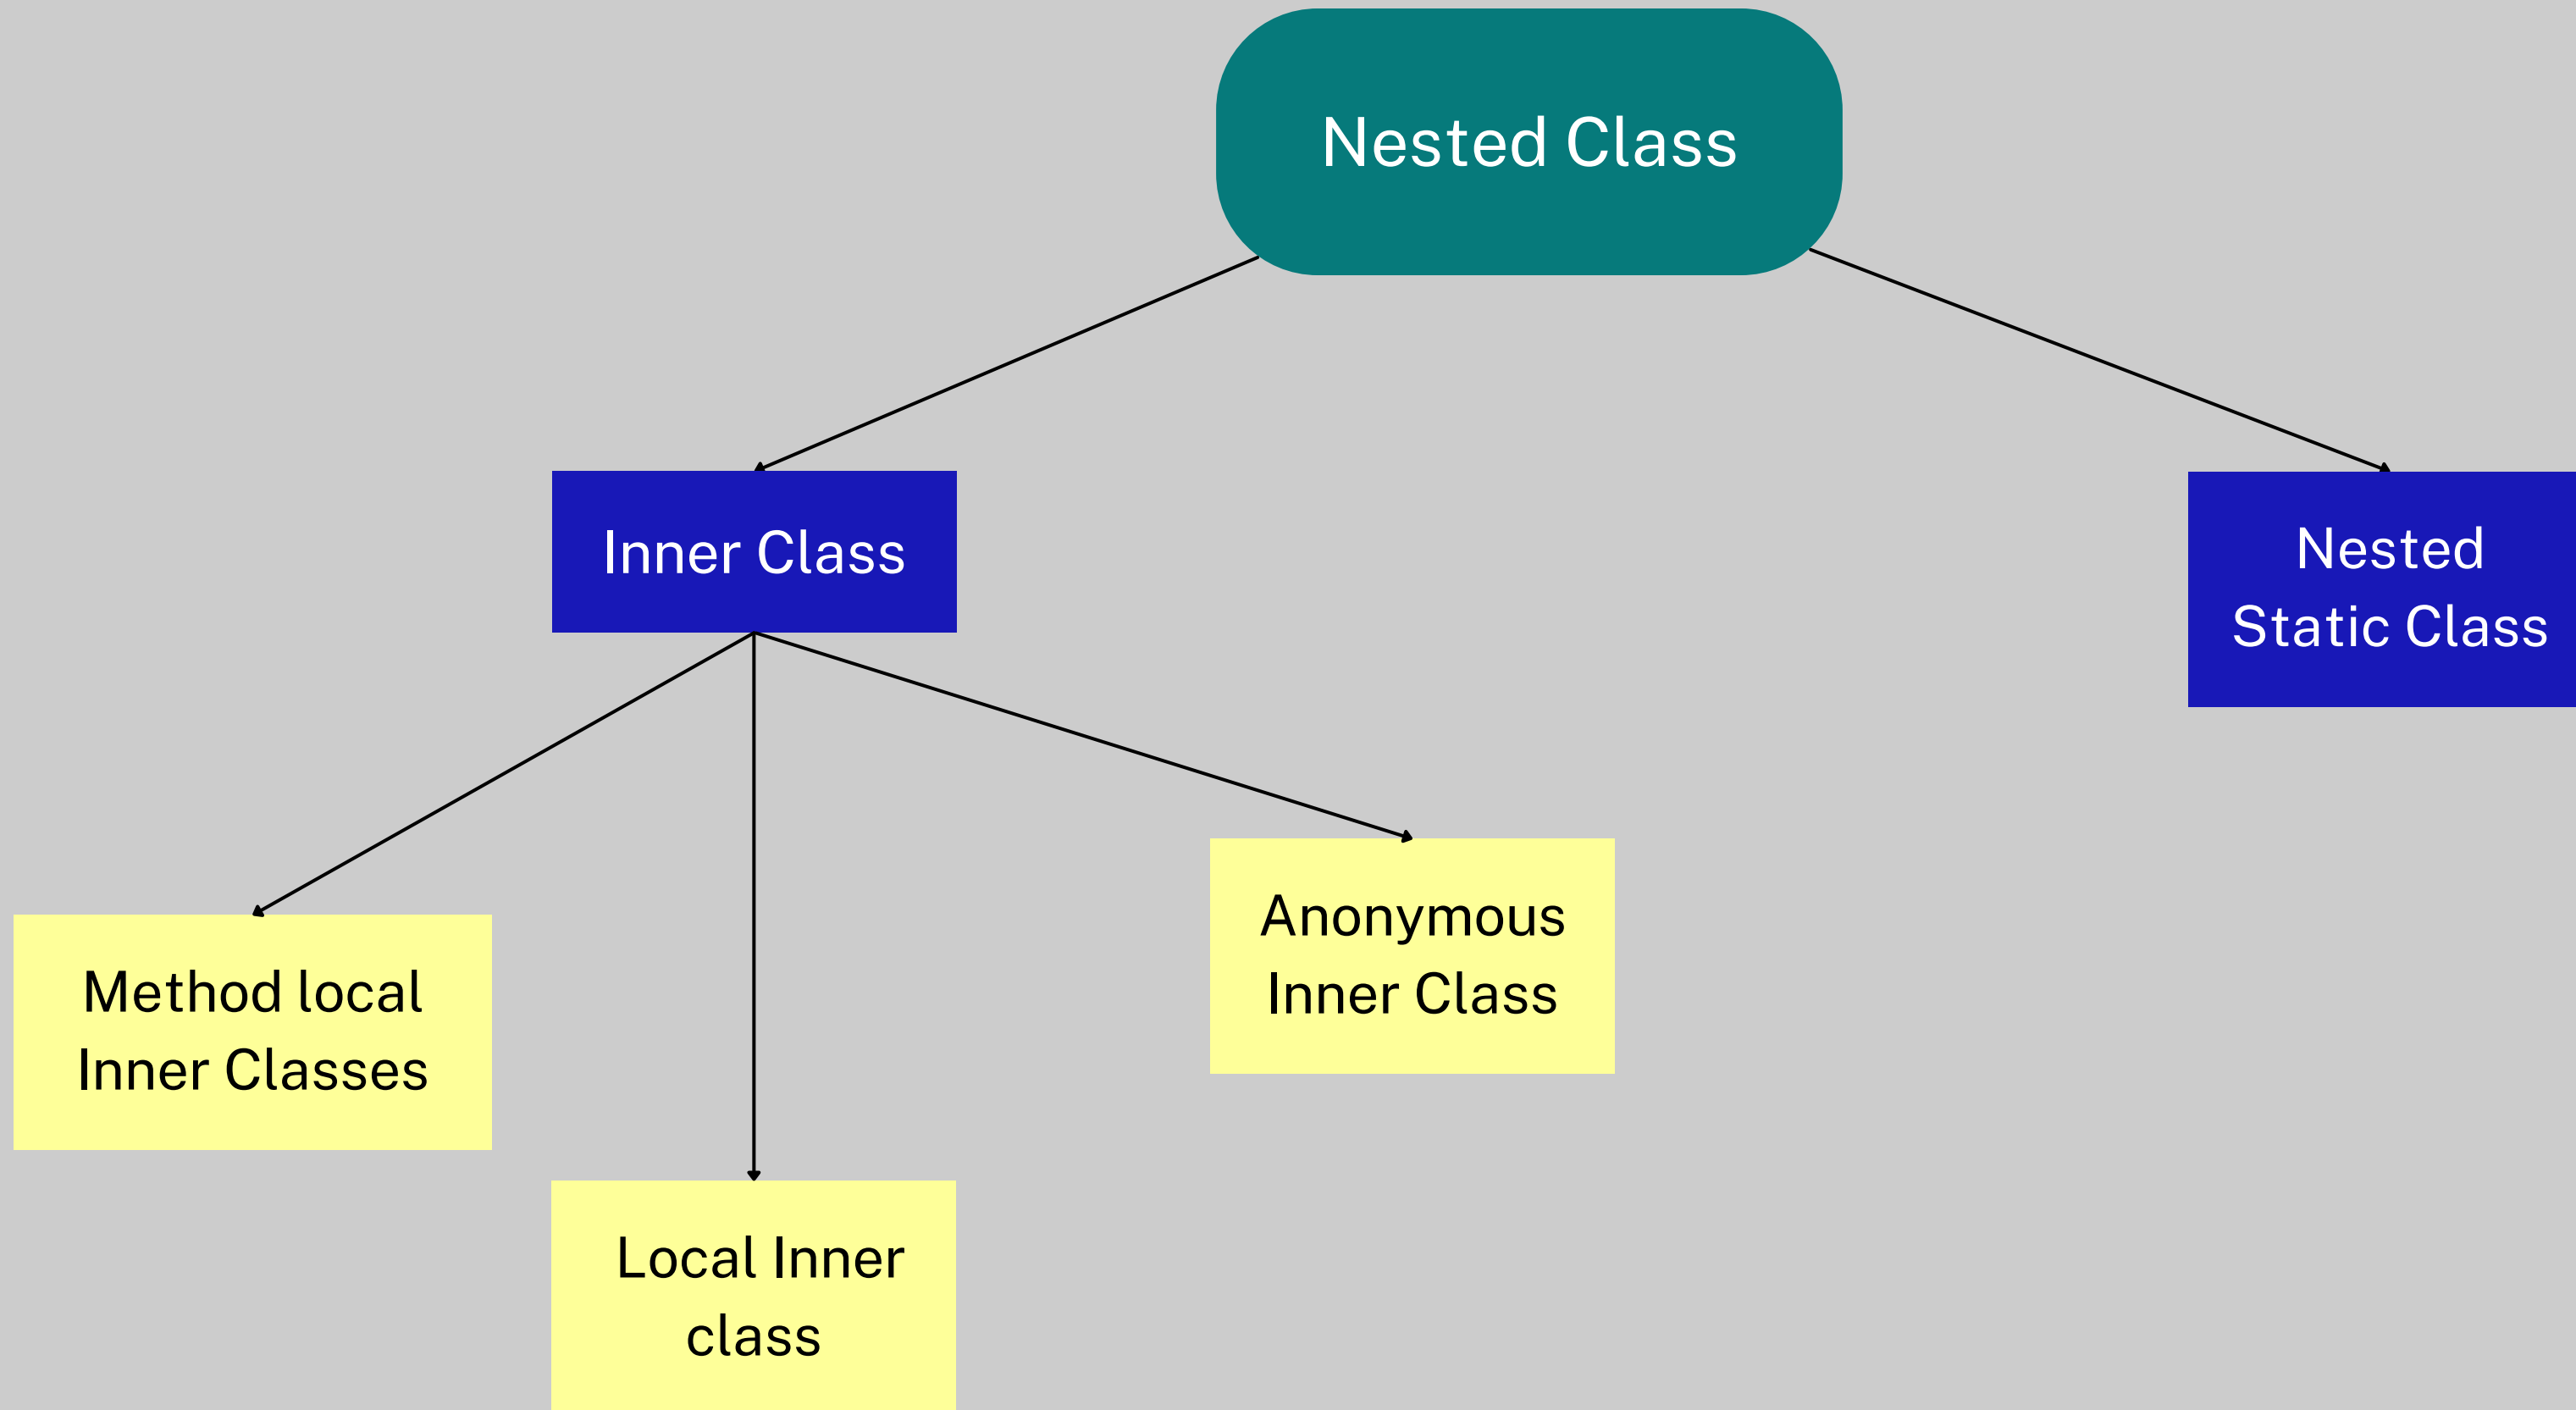 Nested Class
Inner Class
Nested
Static Class
Anonymous
Inner Class
Method local
Inner Classes
Local Inner
class